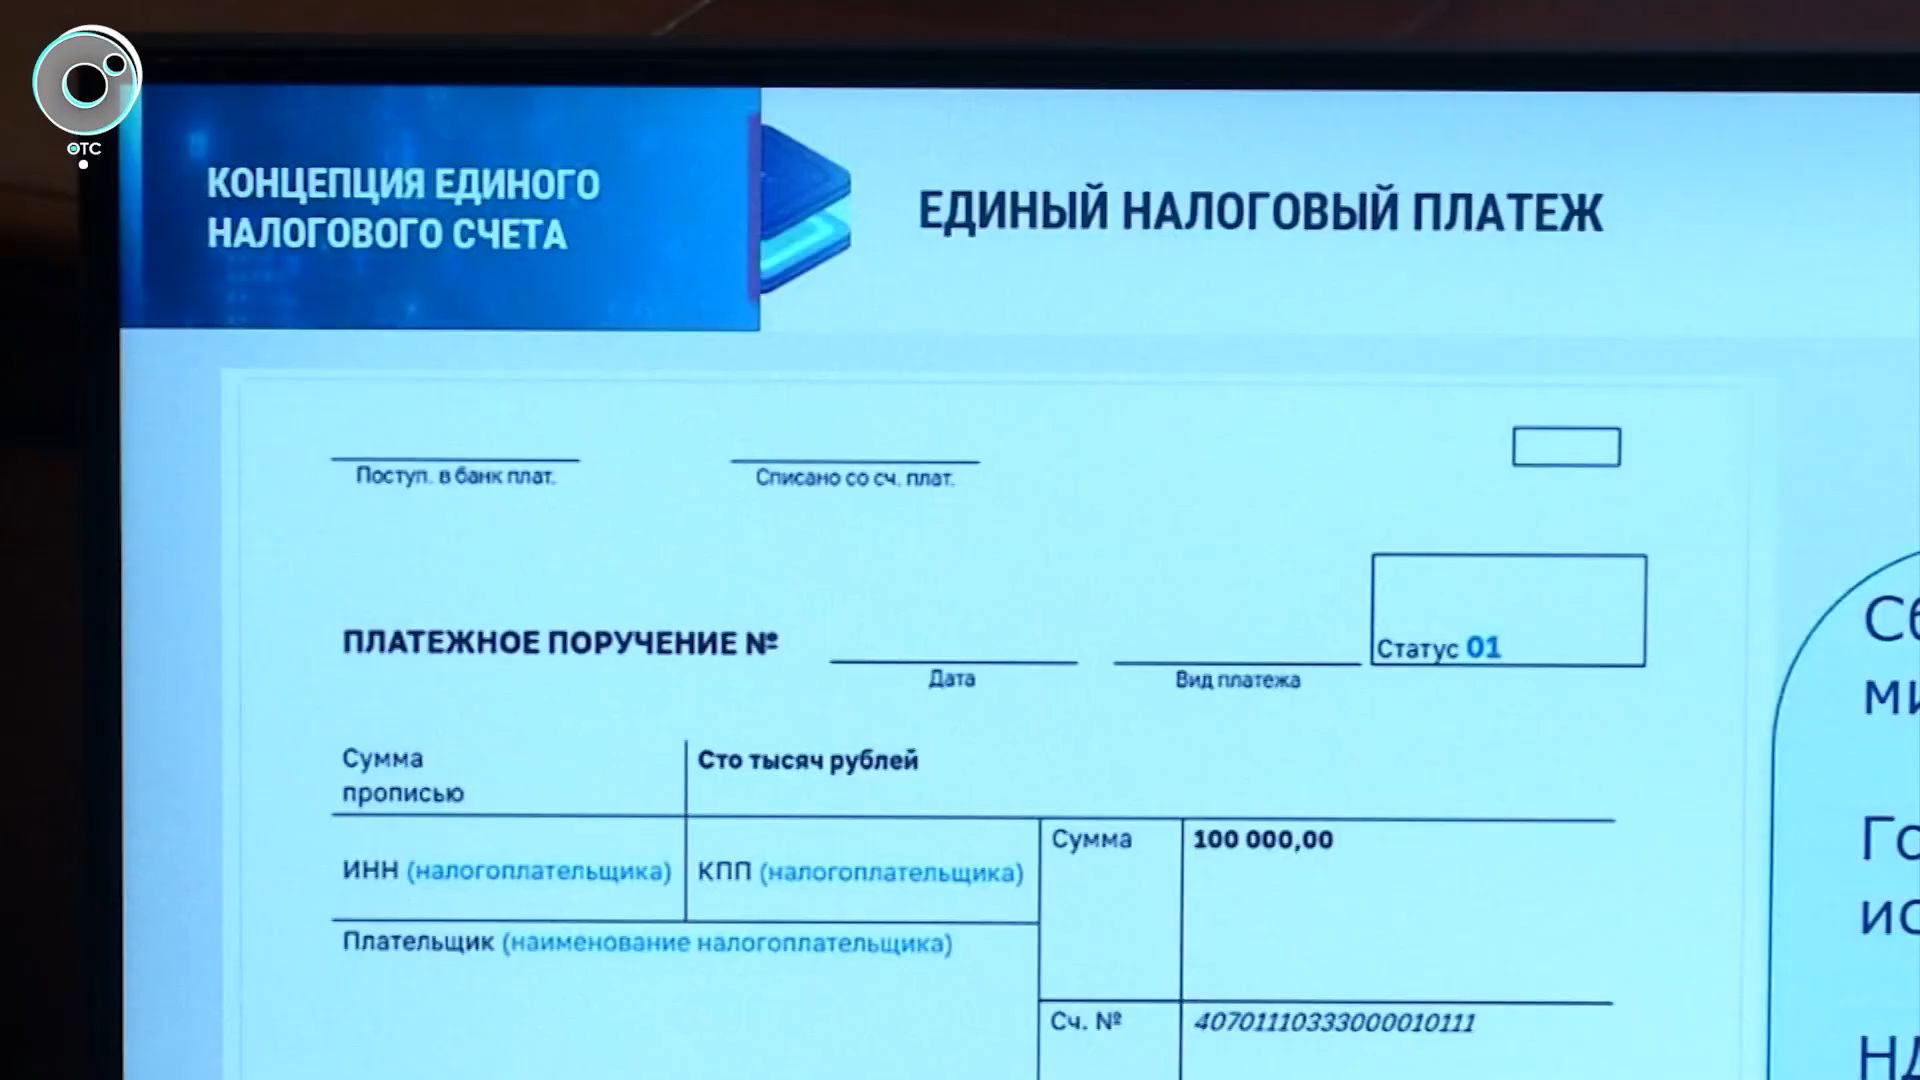 ОТС
КОНЦЕПЦИЯ ЕДИНОГО
НАЛОГОВОГО СЧЕТА
ЕДИНЫЙ НАЛОГОВЫЙ ПЛАТЕЖ
Поступ. в банк плат.
Списано со сч. плат.
ПЛАТЕЖНОЕ ПОРУЧЕНИЕ №
Дата
Вид платежа
Статус 01
Сумма
прописью
Сто тысяч рублей
ИНН (налогоплательщика)
КПП (налогоплательщика)
Сумма
100 000,00
Плательщик (наименование налогоплательщика)
Сч. №
40701110333000010111